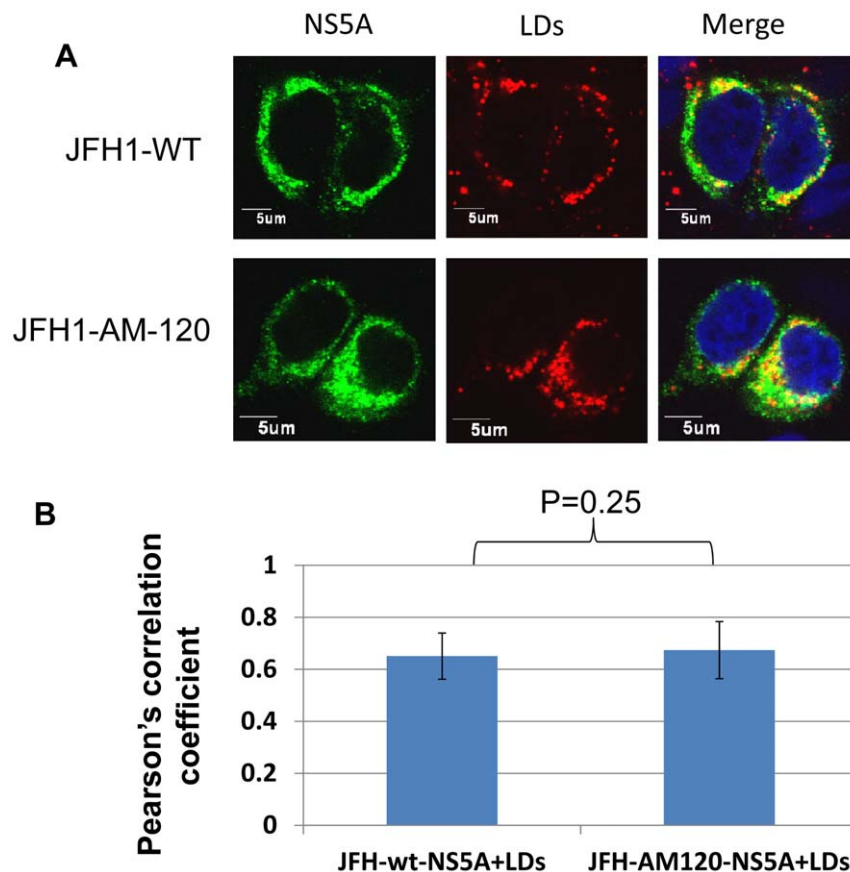 NS5A LDs Merge
A
JFH1-WT
5um 5um 5um
JFH1-AM-120
5um 5um 5um
B
P=0.25
Pearson's correlation
coefficient
1
0.8
0.6
0.4
0.2
0
JFH-wt-NS5A+LDs JFH-AM120-NS5A+LDs